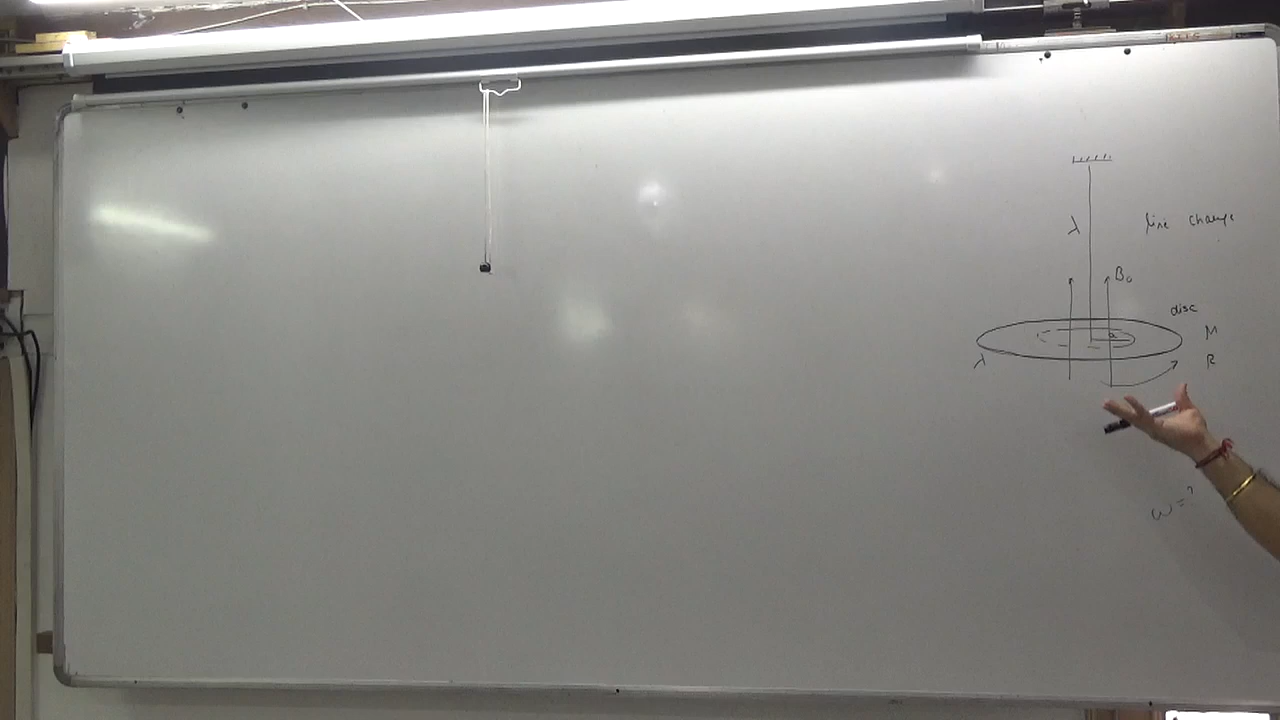 λ line charge
B₀
disc
a
M
λ R
ω = ?